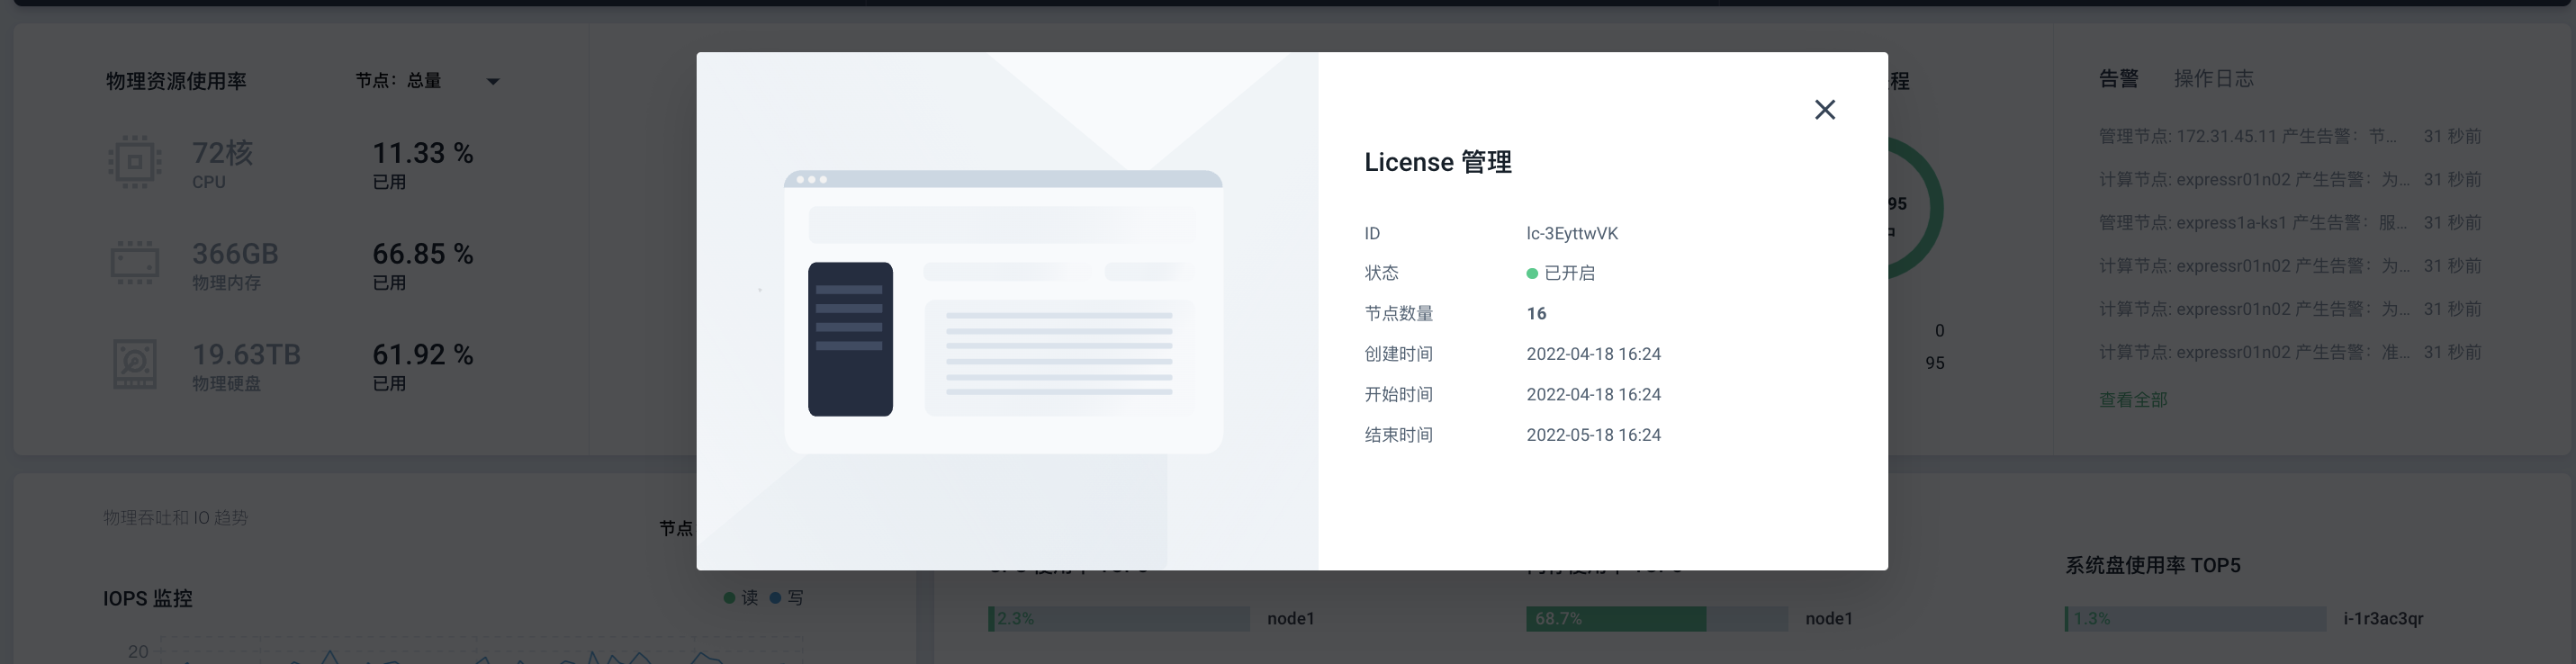 物理资源使用率
节点：总量
72核
CPU
11.33 %
已用
366GB
物理内存
66.85 %
已用
19.63TB
物理硬盘
61.92 %
已用
License 管理
ID
lc-3EyttwVK
状态
已开启
节点数量
16
创建时间
2022-04-18 16:24
开始时间
2022-04-18 16:24
结束时间
2022-05-18 16:24
程
95
0
95
告警
操作日志
管理节点: 172.31.45.11 产生告警：节...
31 秒前
计算节点: expressr01n02 产生告警：为...
31 秒前
管理节点: express1a-ks1 产生告警：服...
31 秒前
计算节点: expressr01n02 产生告警：为...
31 秒前
计算节点: expressr01n02 产生告警：为...
31 秒前
计算节点: expressr01n02 产生告警：准...
31 秒前
查看全部
物理吞吐和 IO 趋势
节点
IOPS 监控
读
写
20
2.3%
node1
68.7%
node1
系统盘使用率 TOP5
1.3%
i-1r3ac3qr